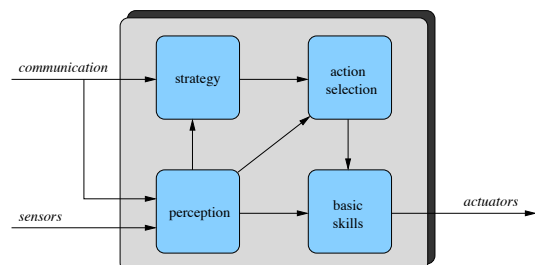 communication
strategy
action
selection
perception
basic
skills
sensors
actuators